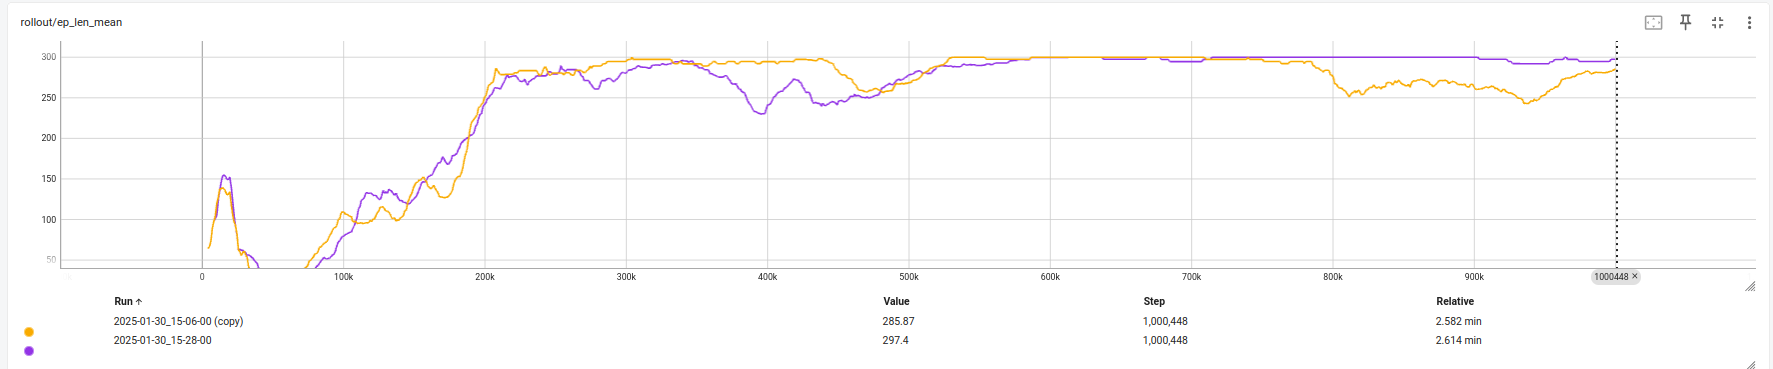 rollout/ep_len_mean
300
250
200
150
100
50
0 100k 200k 300k 400k 500k 600k 700k 800k 900k 1000448 ×
Run ↑ Value Step Relative
2025-01-30_15-06-00 (copy) 285.87 1,000,448 2.582 min
2025-01-30_15-28-00 297.4 1,000,448 2.614 min